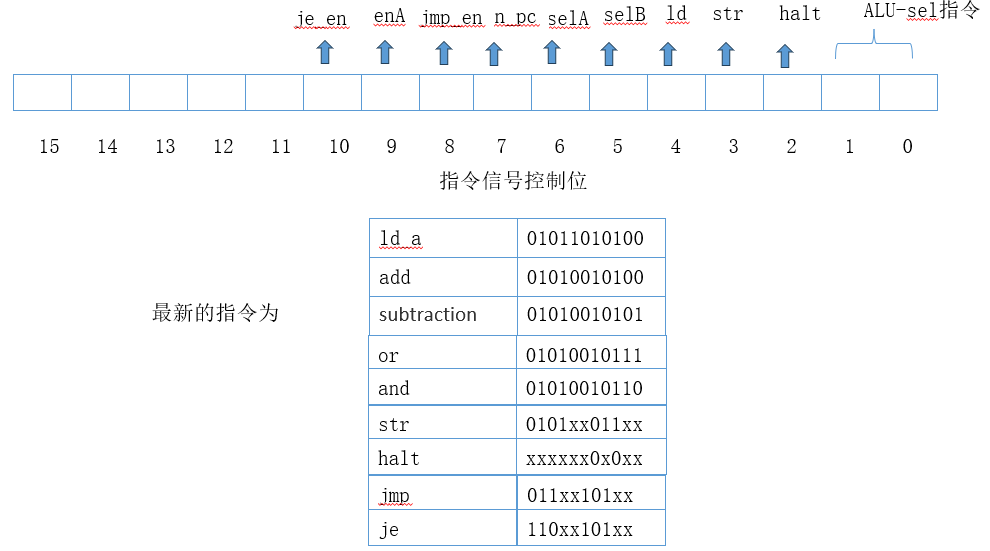 je_en enA jmp_en n_pc selA selB ld str halt ALU-sel指令
15 14 13 12 11 10 9 8 7 6 5 4 3 2 1 0
指令信号控制位
最新的指令为
ld_a 01011010100
add 01010010100
subtraction 01010010101
or 01010010111
and 01010010110
str 0101xx011xx
halt xxxxxx0x0xx
jmp 011xx101xx
je 110xx101xx